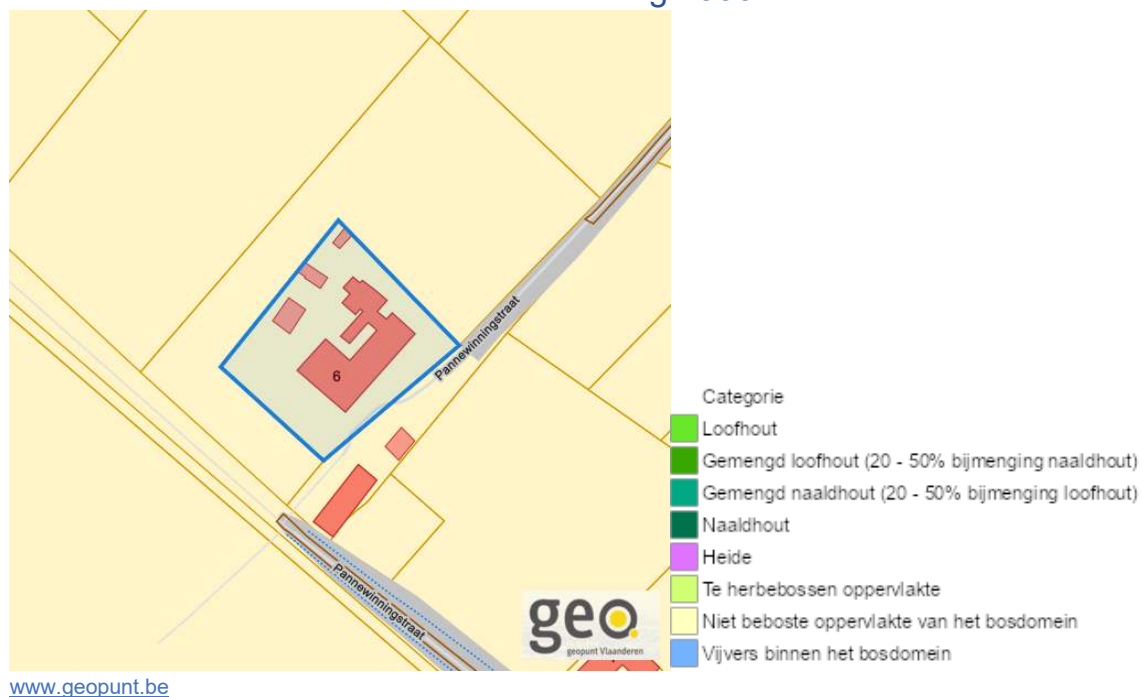 Pannewinningstraat
6
Pannewinningstraat
geo
geopunt Vlaanderen
Categorie
Loofhout
Gemengd loofhout (20 - 50% bijmenging naaldhout)
Gemengd naaldhout (20 - 50% bijmenging loofhout)
Naaldhout
Heide
Te herbebossen oppervlakte
Niet beboste oppervlakte van het bosdomein
Vijvers binnen het bosdomein
www.geopunt.be